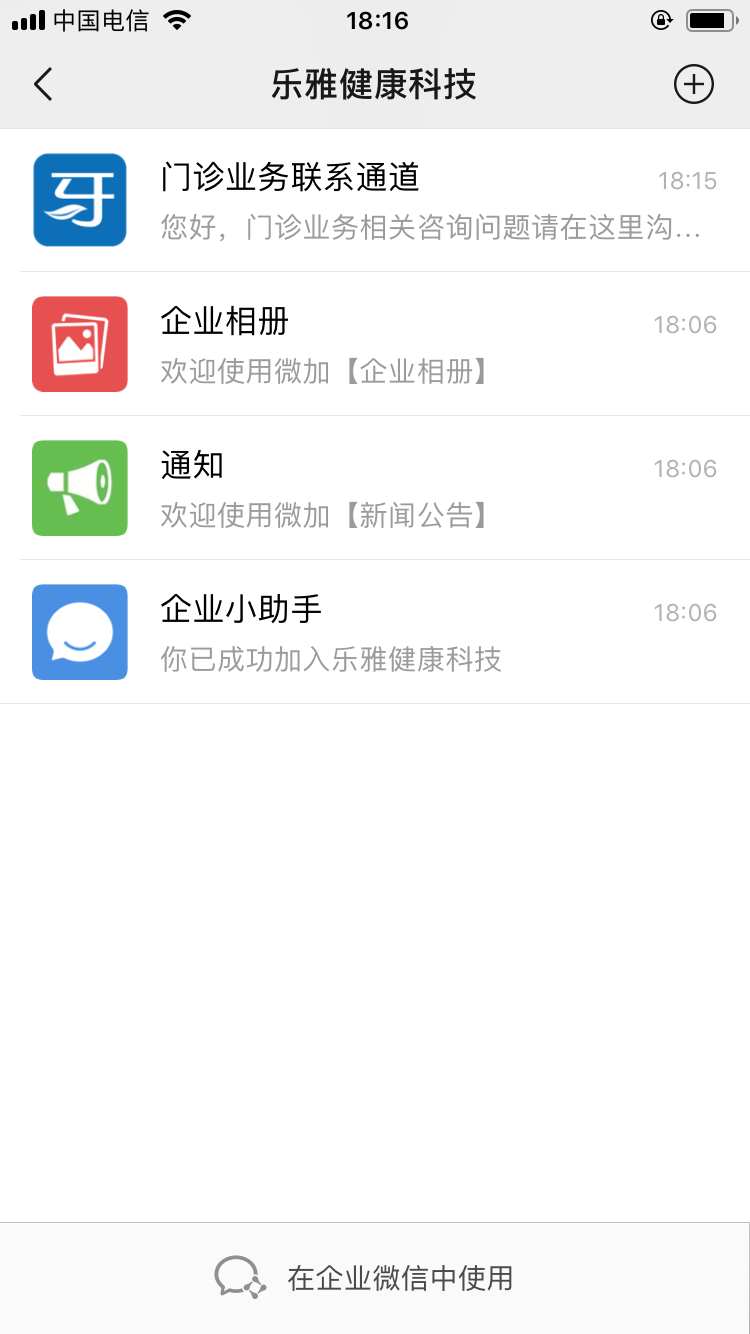 中国电信
18:16
乐雅健康科技
牙
门诊业务联系通道
18:15
您好，门诊业务相关咨询问题请在这里沟...
企业相册
18:06
欢迎使用微加【企业相册】
通知
18:06
欢迎使用微加【新闻公告】
企业小助手
18:06
你已成功加入乐雅健康科技
在企业微信中使用